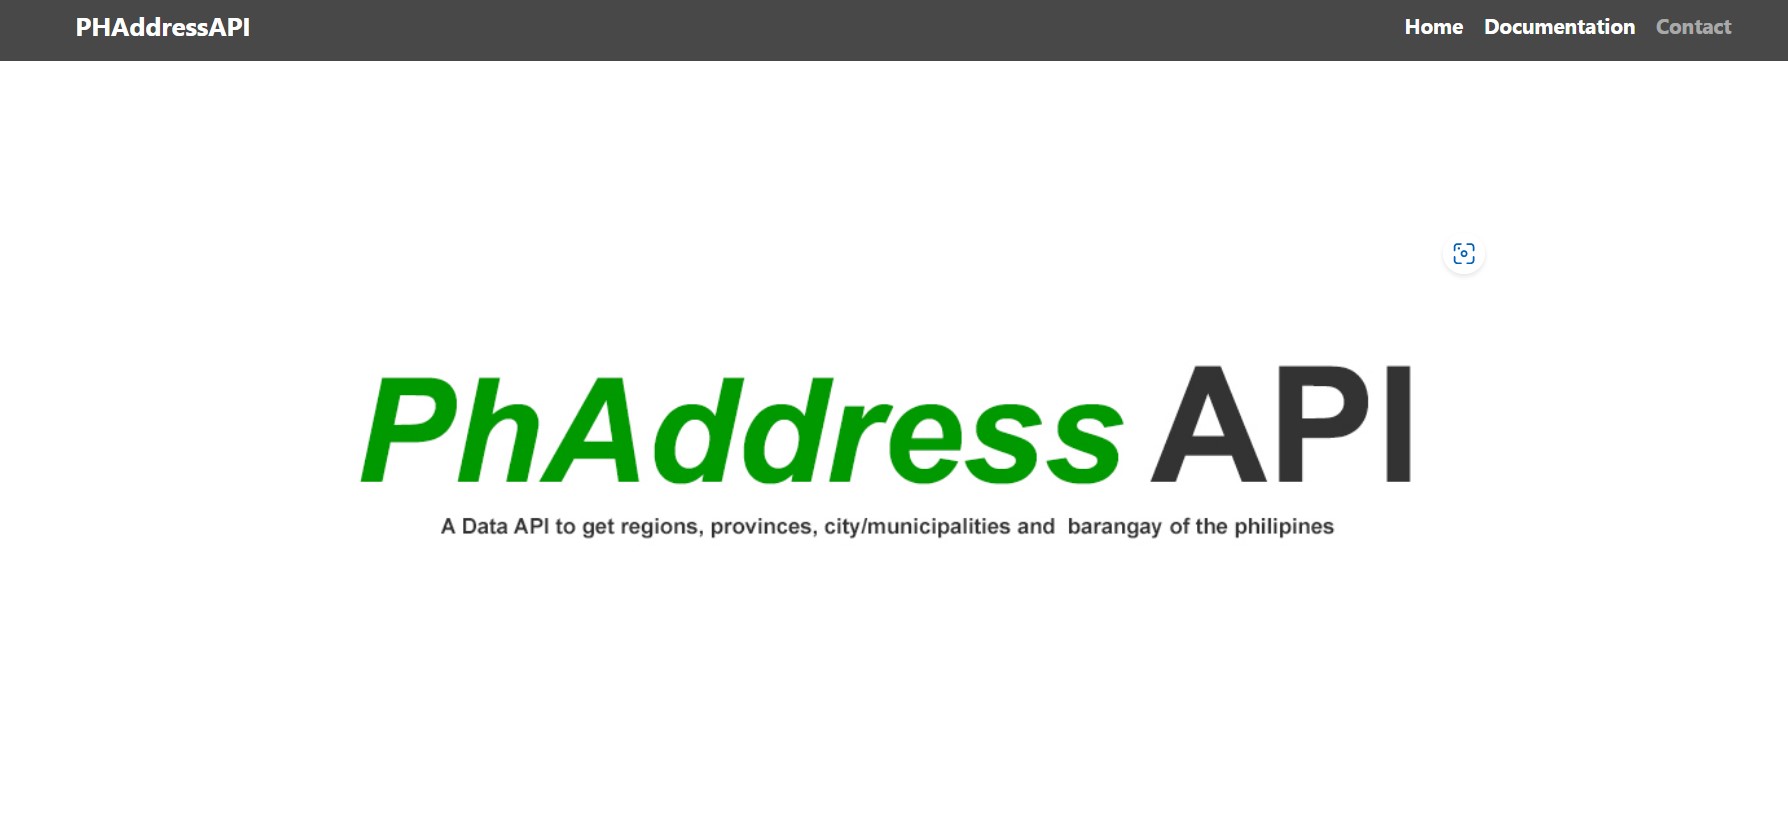 PHAddressAPI
Home Documentation Contact
PhAddress API
A Data API to get regions, provinces, city/municipalities and  barangay of the philipines